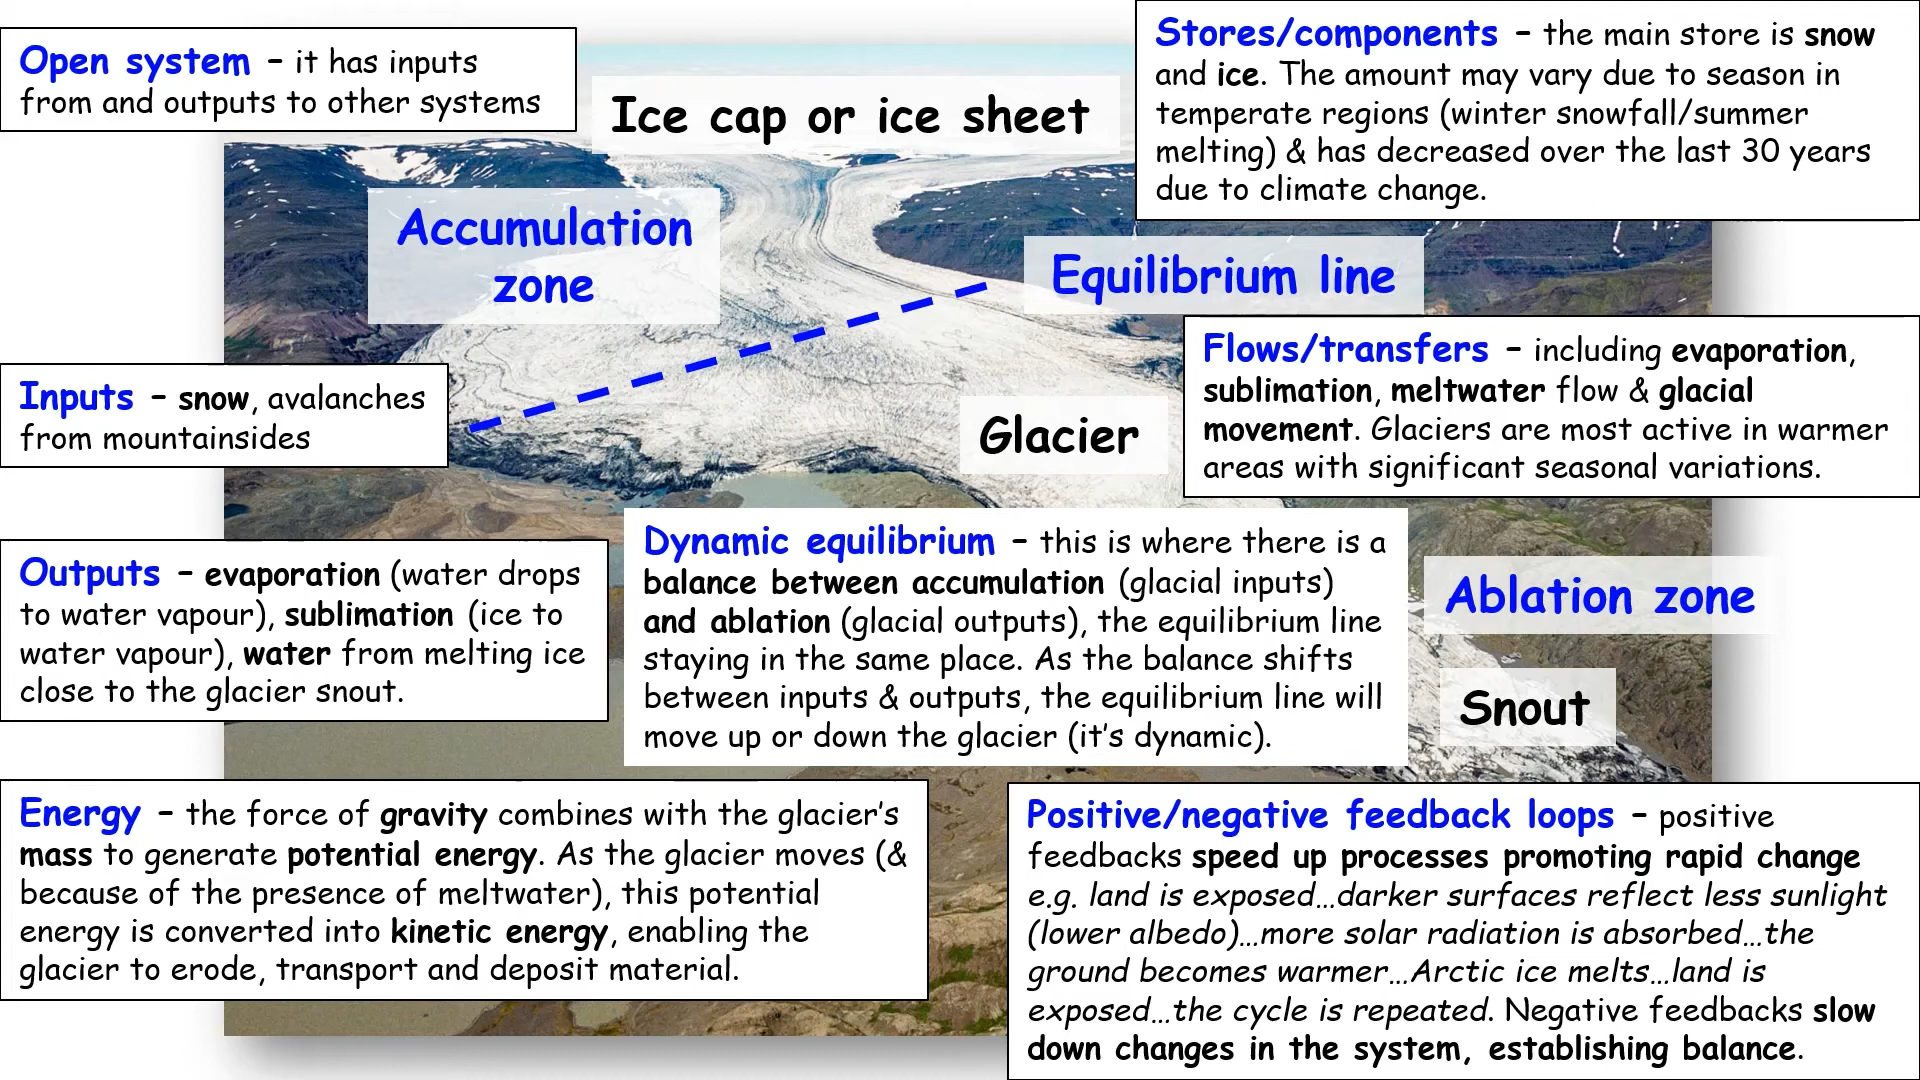 Open system – it has inputs
from and outputs to other systems
Ice cap or ice sheet
Stores/components – the main store is snow
and ice. The amount may vary due to season in
temperate regions (winter snowfall/summer
melting) & has decreased over the last 30 years
due to climate change.
Accumulation
zone
Equilibrium line
Inputs – snow, avalanches
from mountainsides
Glacier
Flows/transfers – including evaporation,
sublimation, meltwater flow & glacial
movement. Glaciers are most active in warmer
areas with significant seasonal variations.
Outputs – evaporation (water drops
to water vapour), sublimation (ice to
water vapour), water from melting ice
close to the glacier snout.
Dynamic equilibrium – this is where there is a
balance between accumulation (glacial inputs)
and ablation (glacial outputs), the equilibrium line
staying in the same place. As the balance shifts
between inputs & outputs, the equilibrium line will
move up or down the glacier (it's dynamic).
Ablation zone
Snout
Energy – the force of gravity combines with the glacier's
mass to generate potential energy. As the glacier moves (&
because of the presence of meltwater), this potential
energy is converted into kinetic energy, enabling the
glacier to erode, transport and deposit material.
Positive/negative feedback loops – positive
feedbacks speed up processes promoting rapid change
e.g. land is exposed…darker surfaces reflect less sunlight
(lower albedo)…more solar radiation is absorbed…the
ground becomes warmer…Arctic ice melts…land is
exposed…the cycle is repeated. Negative feedbacks slow
down changes in the system, establishing balance.